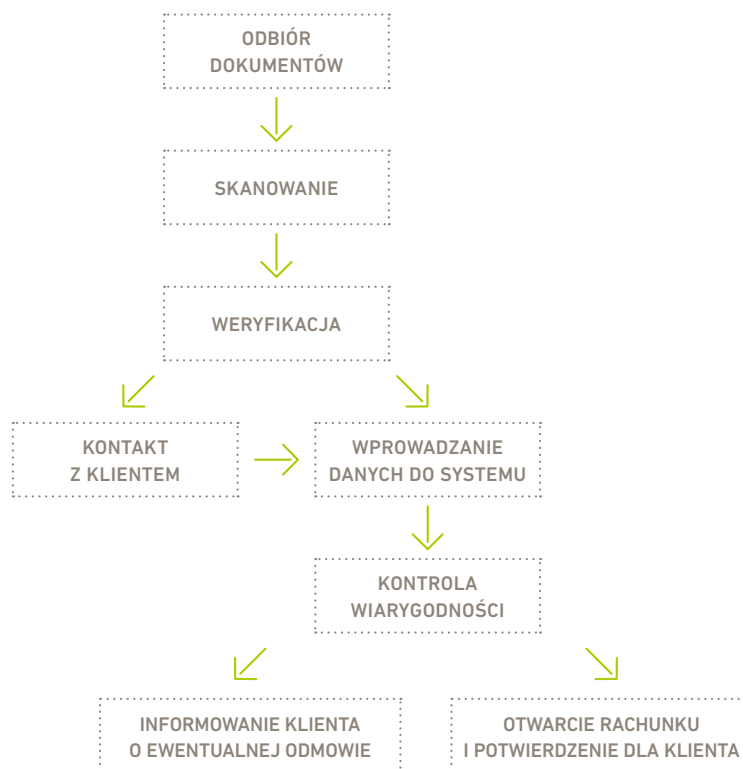 ODBIÓR
DOKUMENTÓW
SKANOWANIE
WERYFIKACJA
KONTAKT
Z KLIENTEM
WPROWADZANIE
DANYCH DO SYSTEMU
KONTROLA
WIARYGODNOŚCI
INFORMOWANIE KLIENTA
O EWENTUALNEJ ODMOWIE
OTWARCIE RACHUNKU
I POTWIERDZENIE DLA KLIENTA